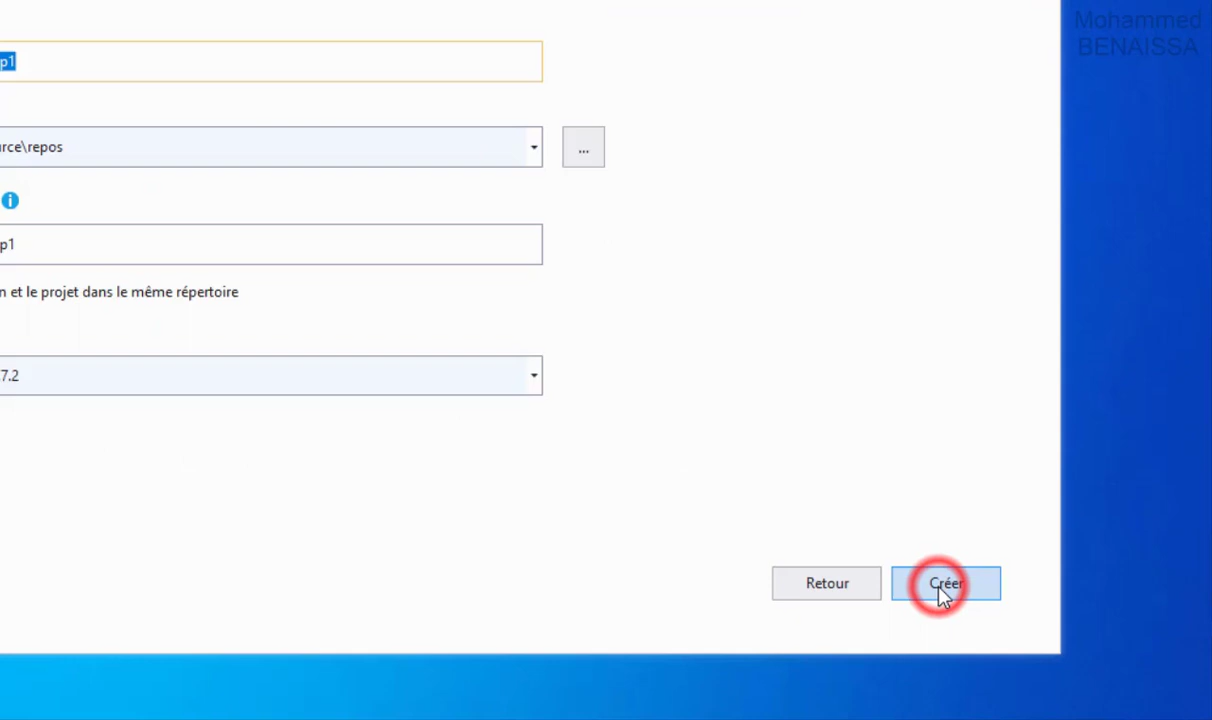 Mohammed
BENAISSA
p1
rce\repos
...
p1
n et le projet dans le même répertoire
7.2
Retour
Créer